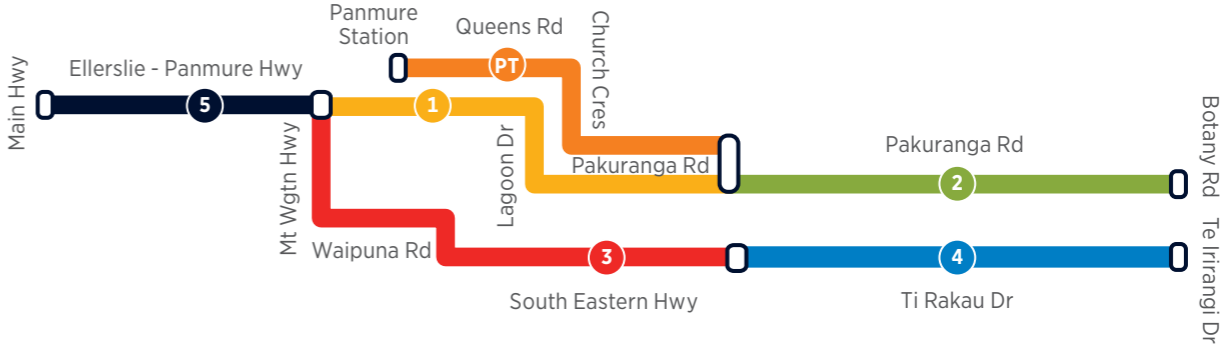 Panmure
Station
Queens Rd
Church Cres
PT
Main Hwy
Ellerslie - Panmure Hwy
5
1
Mt Wgtn Hwy
Lagoon Dr
Pakuranga Rd
Pakuranga Rd
2
Botany Rd
Waipuna Rd
3
South Eastern Hwy
4
Ti Rakau Dr
Te Irirangi Dr